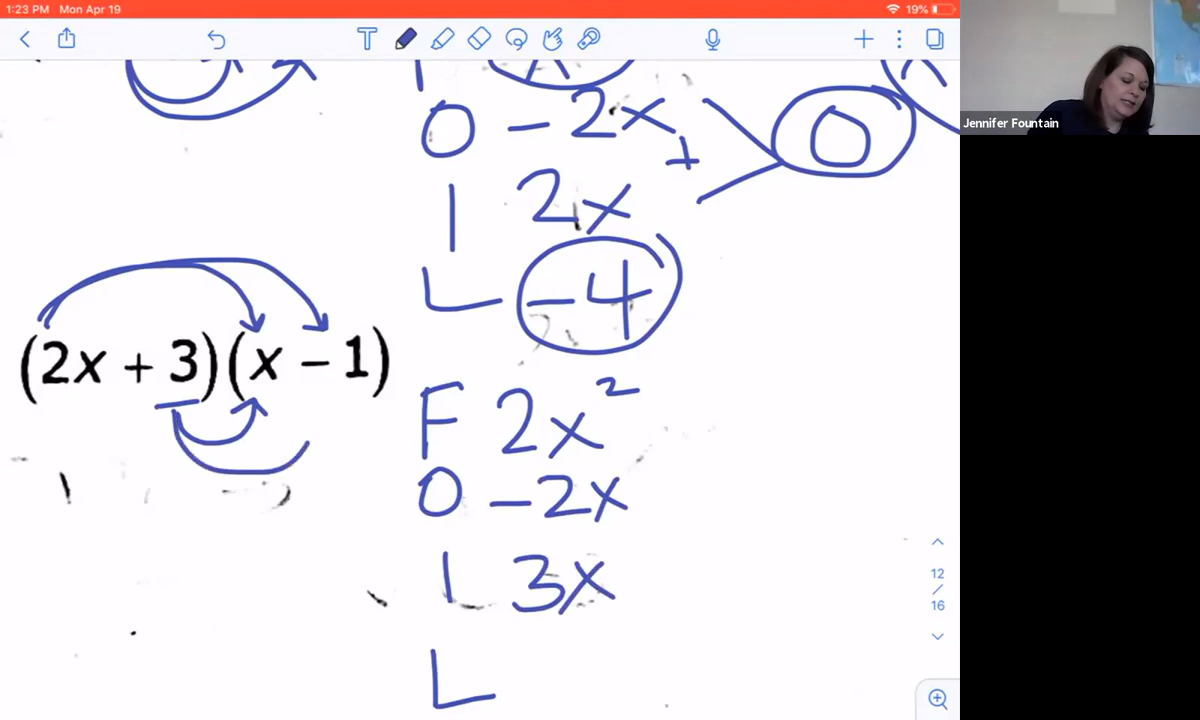 1:23 PM Mon Apr 19
19%
T
Jennifer Fountain
O - 2x
+
0
I 2x
L - 4
(2x + 3)(x - 1)
F 2x²
O - 2x
I 3x
L
12
/
16